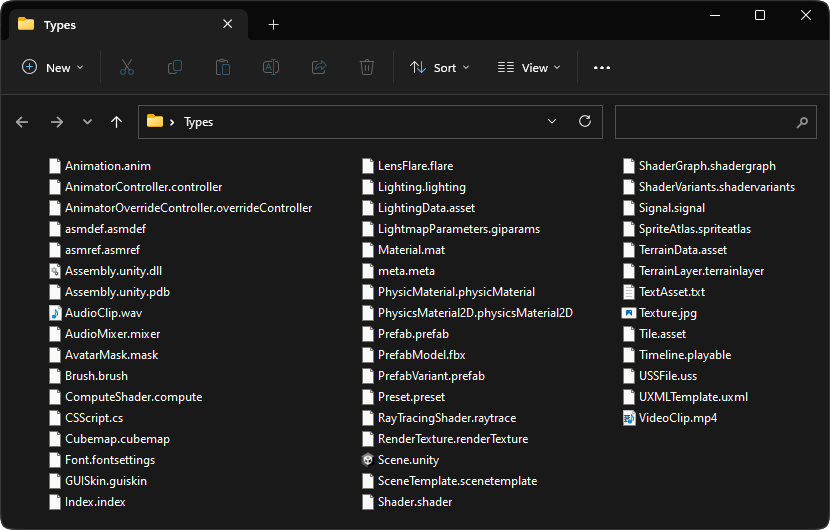 Types
New
Sort
View
Types
Animation.anim
AnimatorController.controller
AnimatorOverrideController.overrideController
asmdef.asmdef
asmref.asmref
Assembly.unity.dll
Assembly.unity.pdb
AudioClip.wav
AudioMixer.mixer
AvatarMask.mask
Brush.brush
ComputeShader.compute
CSScript.cs
Cubemap.cubemap
Font.fontsettings
GUISkin.guiskin
Index.index
LensFlare.flare
Lighting.lighting
LightingData.asset
LightmapParameters.giparams
Material.mat
meta.meta
PhysicMaterial.physicMaterial
PhysicsMaterial2D.physicsMaterial2D
Prefab.prefab
PrefabModel.fbx
PrefabVariant.prefab
Preset.preset
RayTracingShader.raytrace
RenderTexture.renderTexture
Scene.unity
SceneTemplate.scenetemplate
Shader.shader
ShaderGraph.shadergraph
ShaderVariants.shadervariants
Signal.signal
SpriteAtlas.spriteatlas
TerrainData.asset
TerrainLayer.terrainlayer
TextAsset.txt
Texture.jpg
Tile.asset
Timeline.playable
USSFile.uss
UXMLTemplate.uxml
VideoClip.mp4